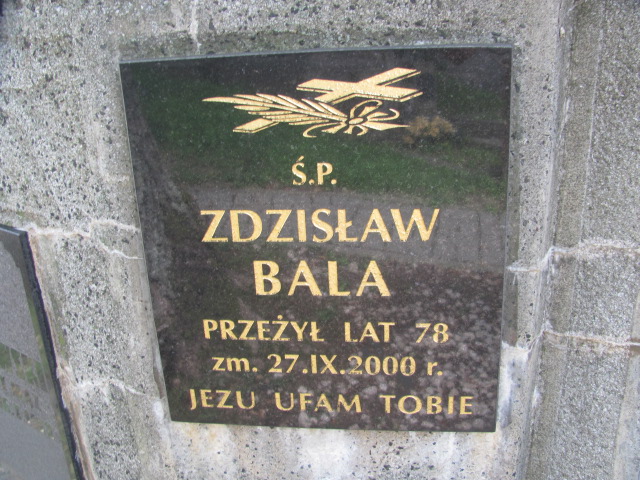 Ś.P.
ZDZISŁAW
BALA
PRZEŻYŁ LAT 78
zm. 27.IX.2000 r.
JEZU UFAM TOBIE